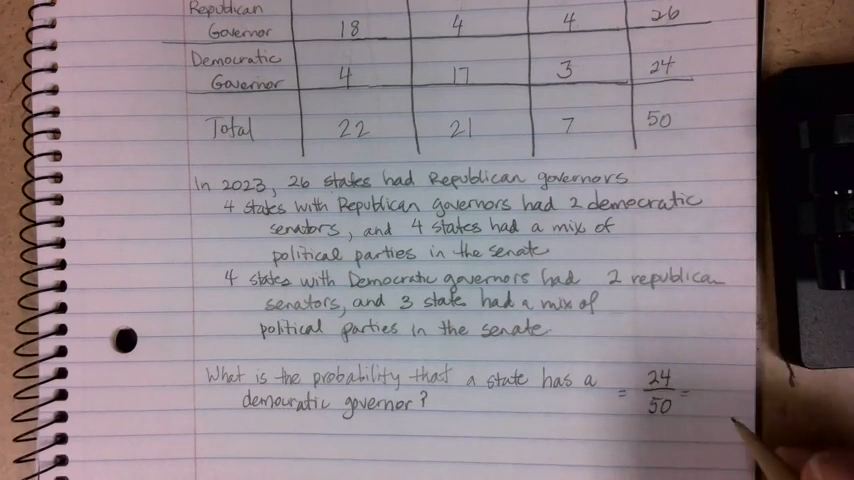 Republican
Governor 18 4 4 26
Democratic
Governor 4 17 3 24
Total 22 21 7 50
In 2023, 26 states had Republican governors
4 states with Republican governors had 2 democratic
senators, and 4 states had a mix of
political parties in the senate
4 states with Democratic governors had 2 republican
senators, and 3 states had a mix of
political parties in the senate.
What is the probability that a state has a
democratic governor? = 24/50 =